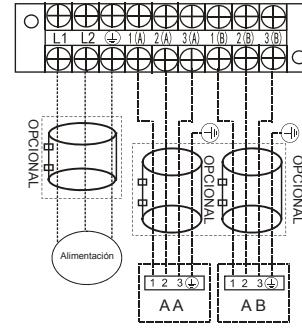 L1 L2 ⏚ 1(A) 2(A) 3(A) 1(B) 2(B) 3(B)
OPCIONAL
OPCIONAL
OPCIONAL
Alimentación
1 2 3 ⏚
1 2 3 ⏚
AA
AB